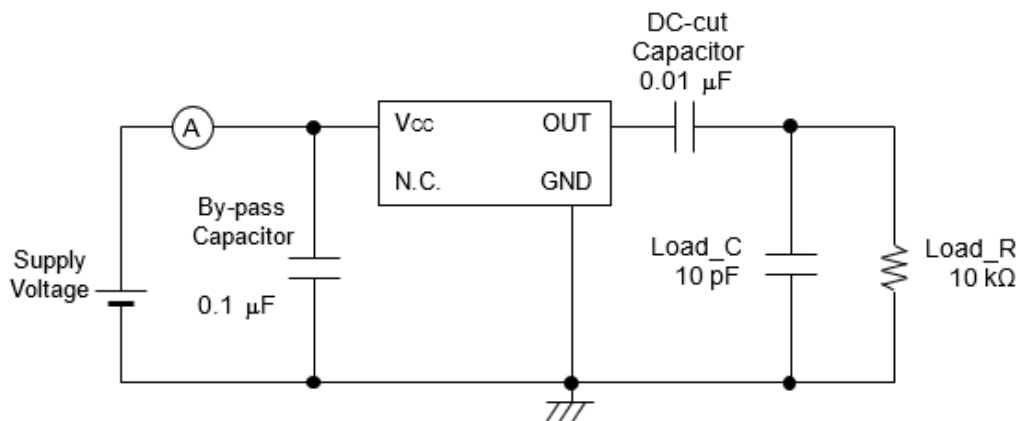 DC-cut
Capacitor
0.01 μF
A
Vcc
OUT
N.C.
GND
By-pass
Capacitor
0.1 μF
Supply
Voltage
Load_C
10 pF
Load_R
10 kΩ